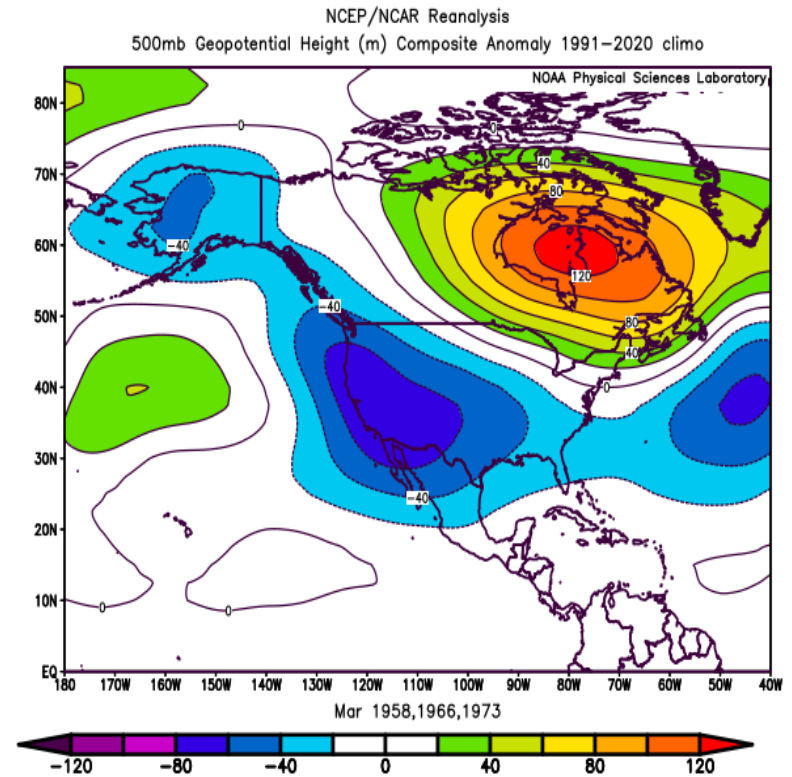 NCEP/NCAR Reanalysis
500mb Geopotential Height (m) Composite Anomaly 1991-2020 climo
NOAA Physical Sciences Laboratory
80N
0
0
40
70N
80
60N
-40
120
-40
50N
80
40
40N
0
30N
-40
20N
10N
0
0
EQ
180 170W 160W 150W 140W 130W 120W 110W 100W 90W 80W 70W 60W 50W 40W
Mar 1958,1966,1973
-120 -80 -40 0 40 80 120